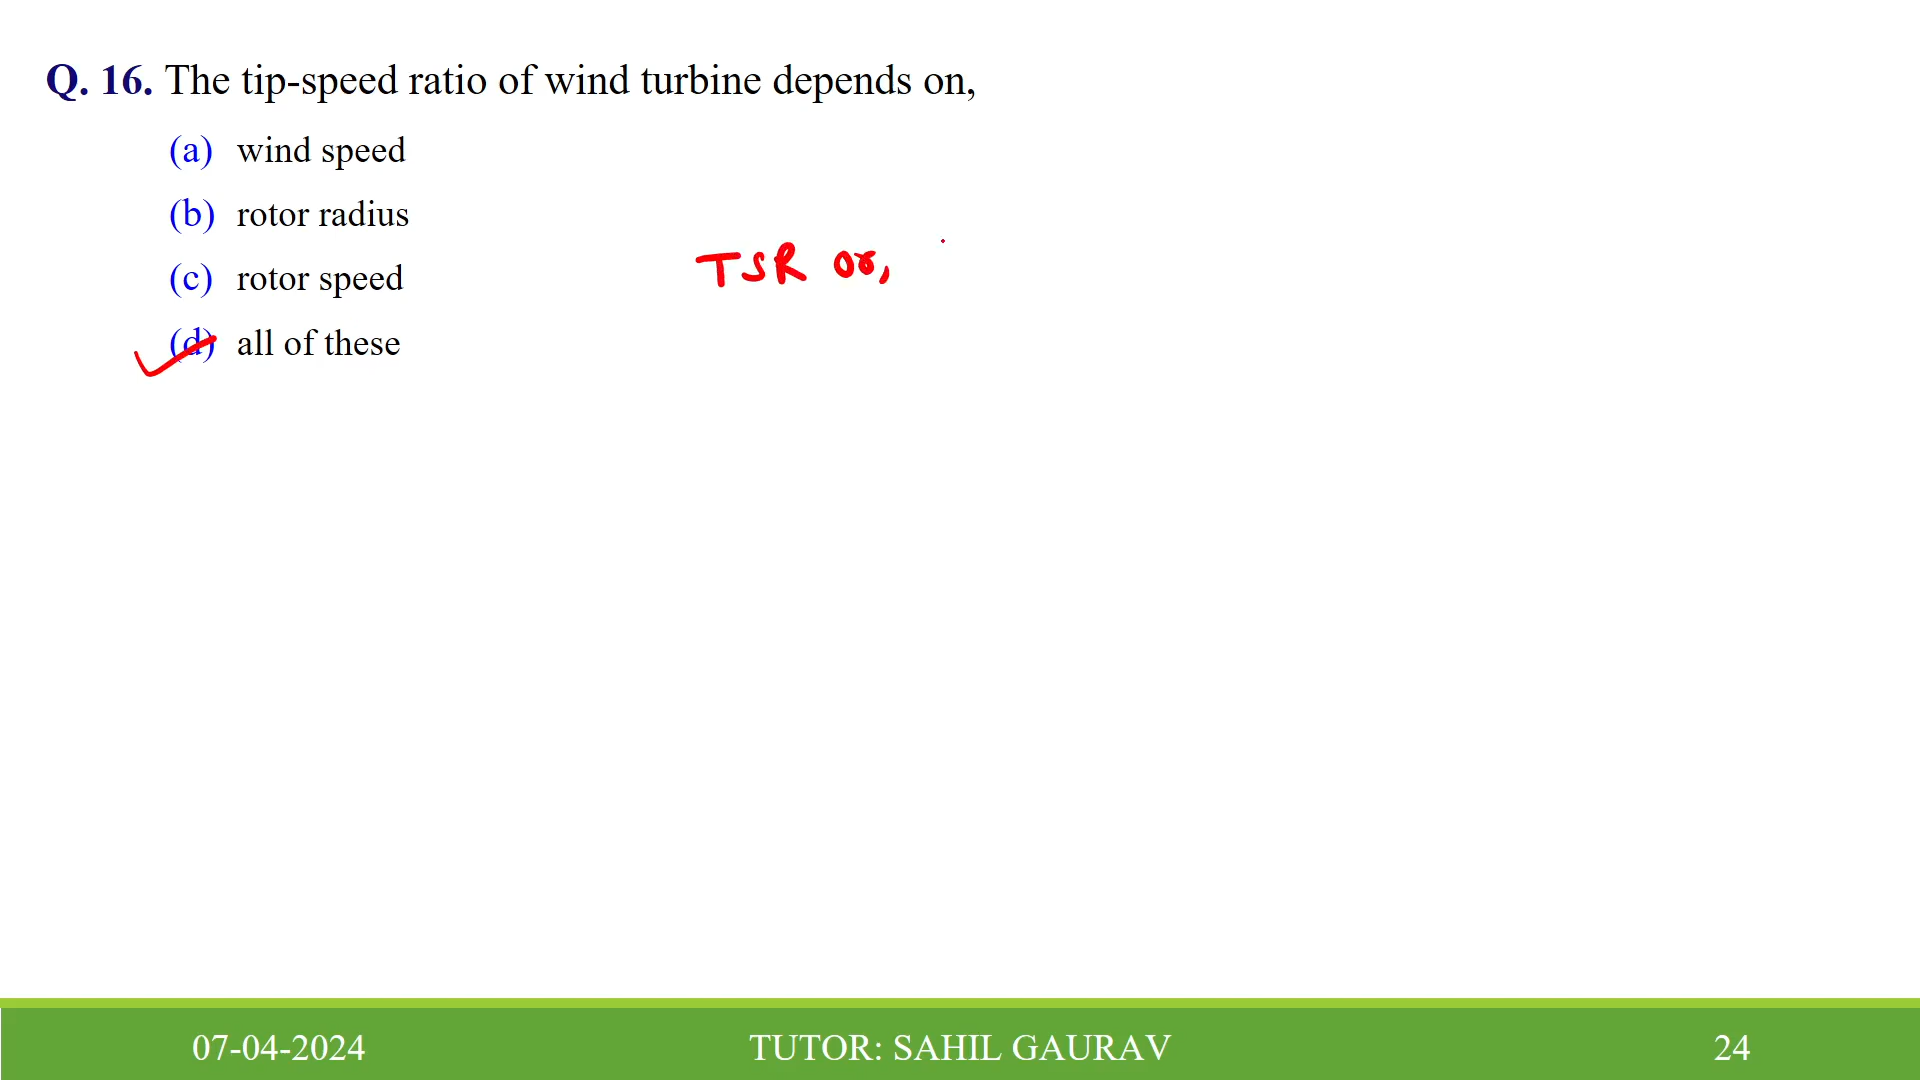 Q. 16. The tip-speed ratio of wind turbine depends on,
(a) wind speed
(b) rotor radius
(c) rotor speed
(d) all of these
TSR or,
07-04-2024 TUTOR: SAHIL GAURAV 24